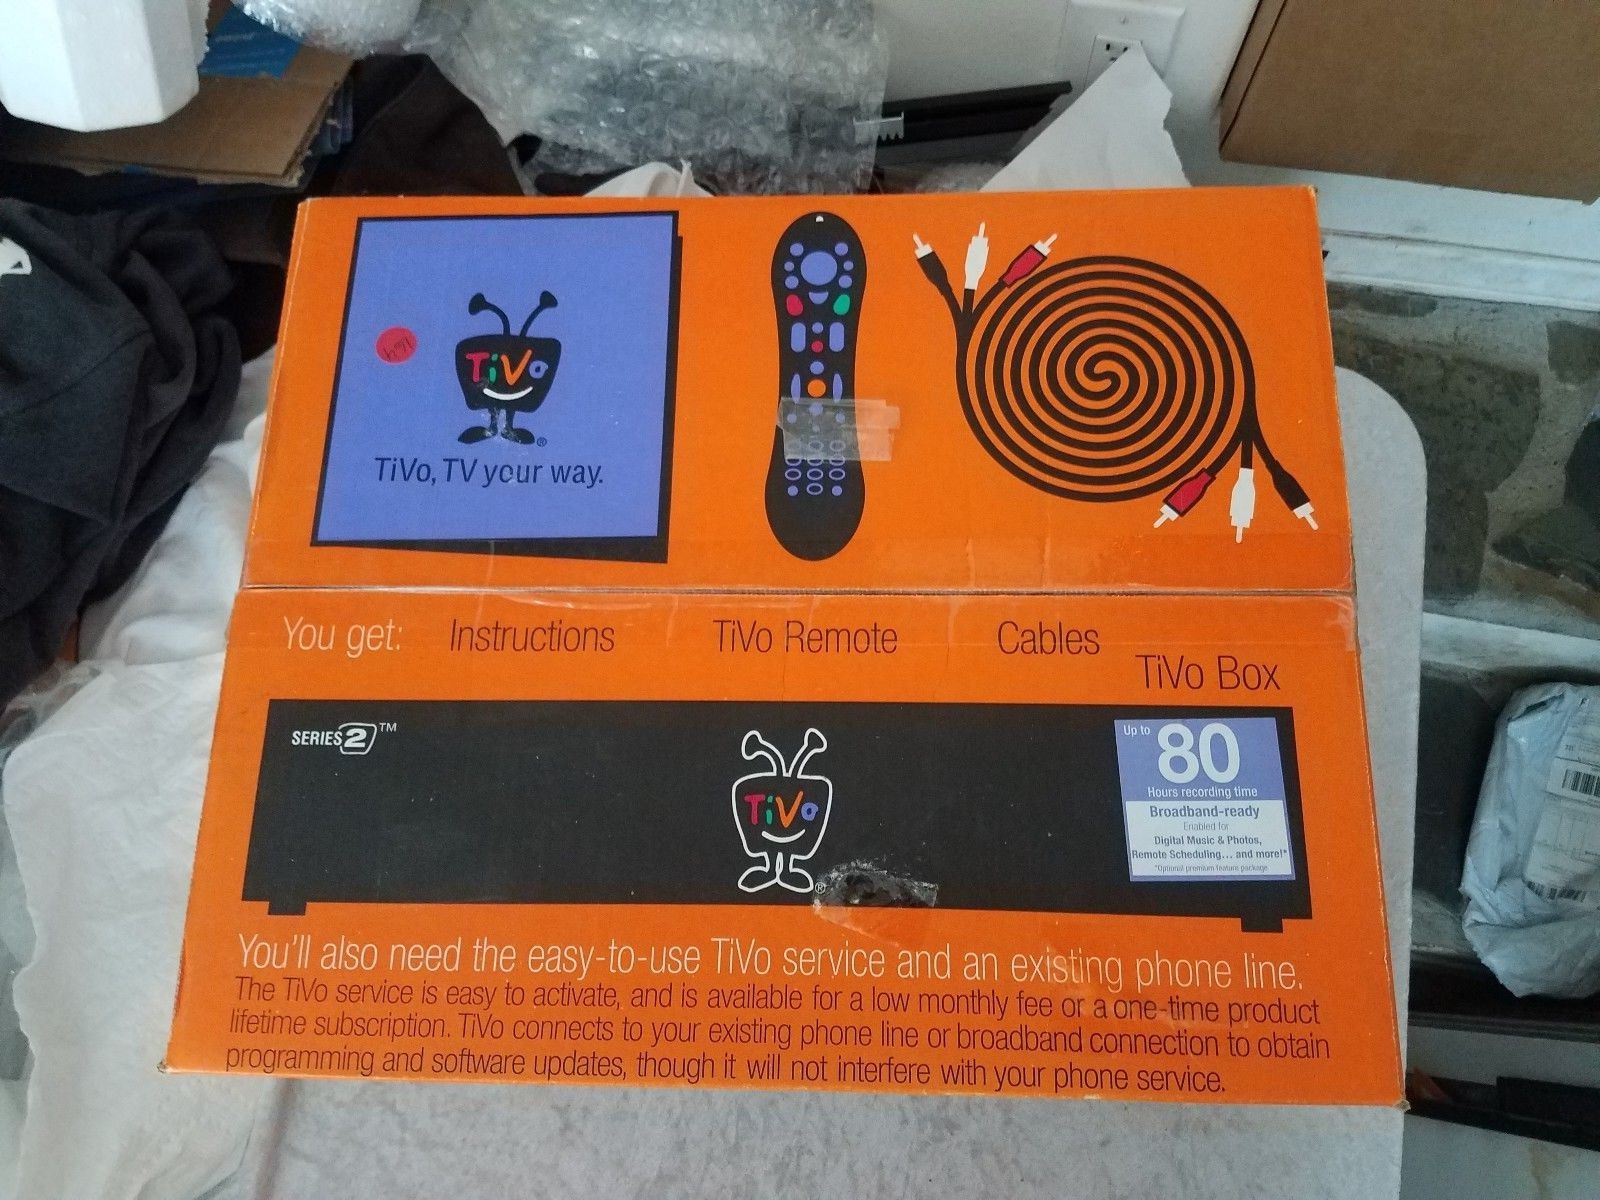 TiVo
®
TiVo, TV your way.
You get: Instructions TiVo Remote Cables
TiVo Box
SERIES 2 ™
TiVo
®
Up to 80
Hours recording time
Broadband-ready
Enabled for
Digital Music & Photos,
Remote Scheduling... and more!*
*Optional premium feature package
You'll also need the easy-to-use TiVo service and an existing phone line.
The TiVo service is easy to activate, and is available for a low monthly fee or a one-time product
lifetime subscription. TiVo connects to your existing phone line or broadband connection to obtain
programming and software updates, though it will not interfere with your phone service.